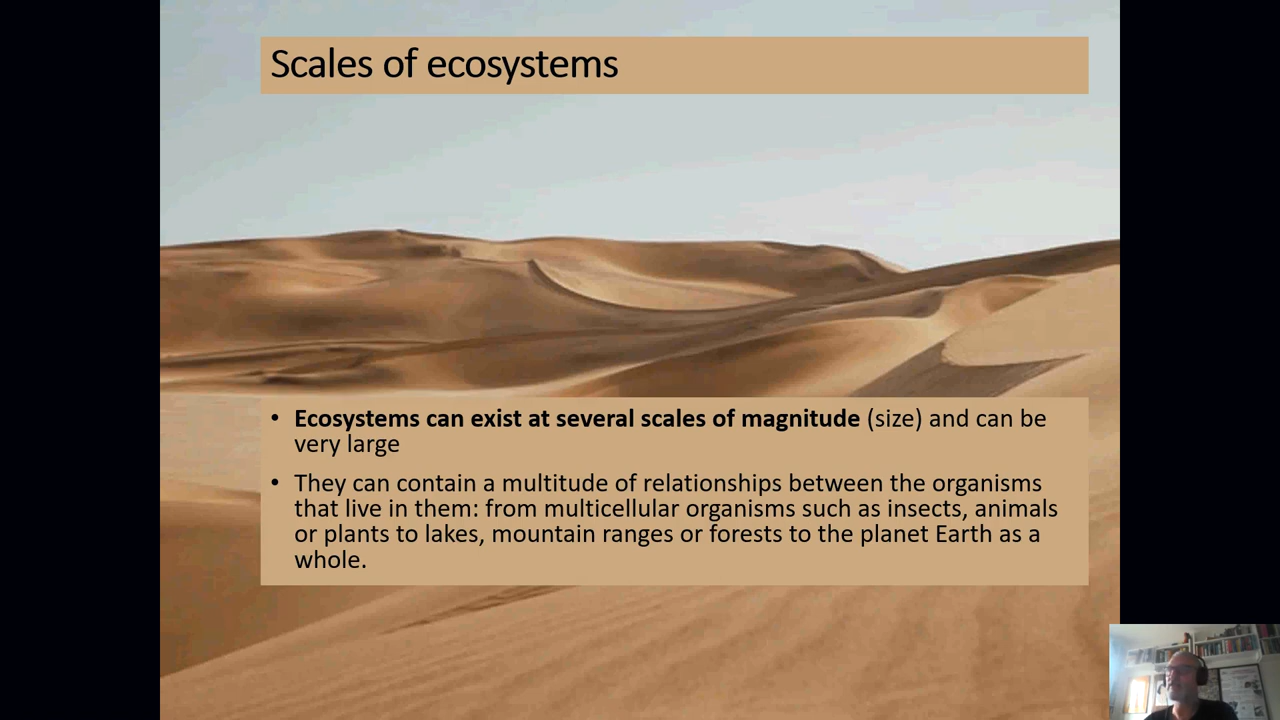 Scales of ecosystems
• Ecosystems can exist at several scales of magnitude (size) and can be
very large
• They can contain a multitude of relationships between the organisms
that live in them: from multicellular organisms such as insects, animals
or plants to lakes, mountain ranges or forests to the planet Earth as a
whole.